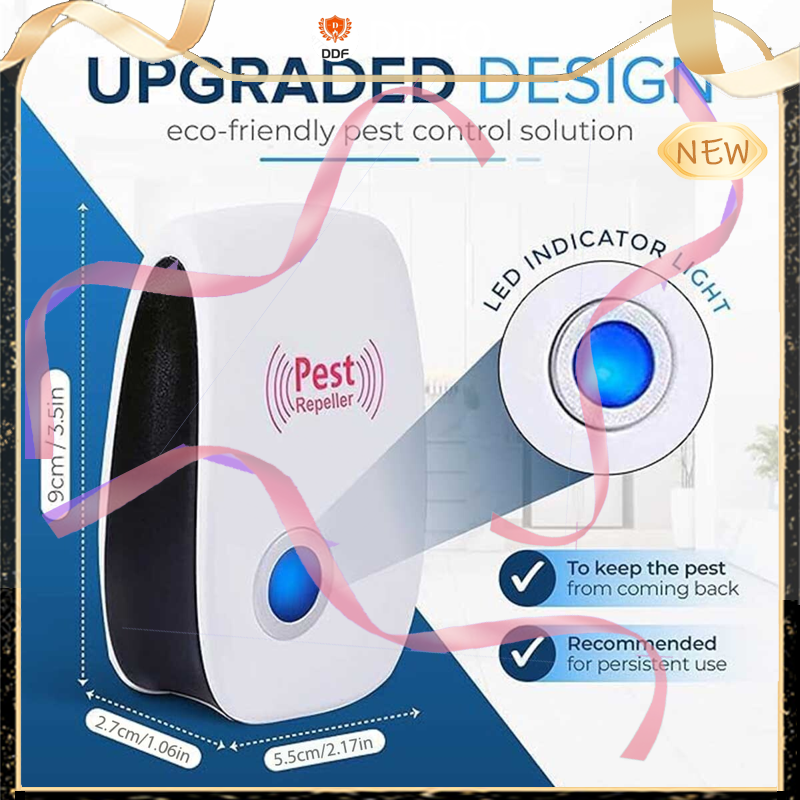 DDF
UPGRADED DESIGN
eco-friendly pest control solution
NEW
LED INDICATOR LIGHT
Pest
Repeller
9cm / 3.5in
To keep the pest
from coming back
Recommended
for persistent use
2.7cm/1.06in
5.5cm/2.17in